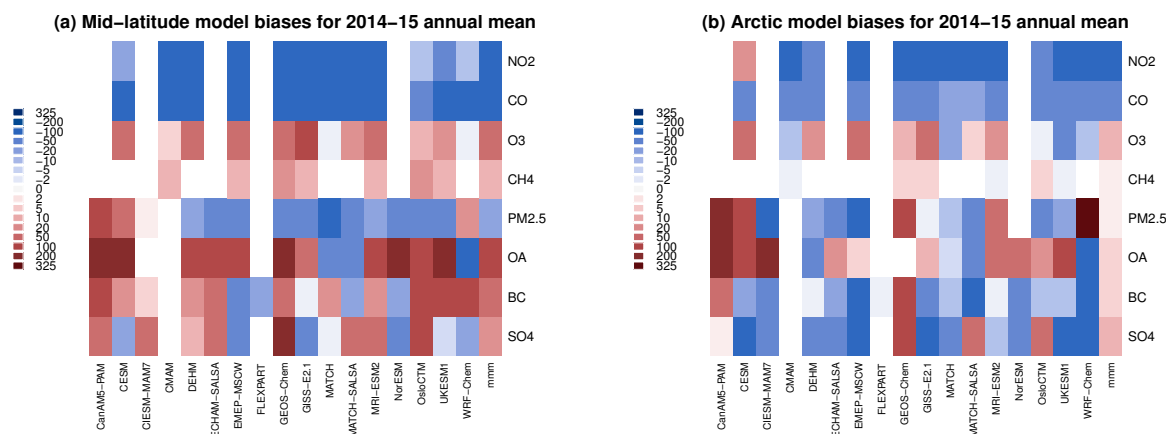 (a) Mid−latitude model biases for 2014−15 annual mean
NO2
CO
O3
CH4
PM2.5
OA
BC
SO4
325
−200
−100
−50
−20
−10
−5
−2
0
2
5
10
20
50
100
200
325
CanAM5−PAM
CESM
CIESM−MAM7
CMAM
DEHM
ECHAM−SALSA
EMEP−MSCW
FLEXPART
GEOS−Chem
GISS−E2.1
MATCH
MATCH−SALSA
MRI−ESM2
NorESM
OsloCTM
UKESM1
WRF−Chem
mmm
(b) Arctic model biases for 2014−15 annual mean
NO2
CO
O3
CH4
PM2.5
OA
BC
SO4
325
−200
−100
−50
−20
−10
−5
−2
0
2
5
10
20
50
100
200
325
CanAM5−PAM
CESM
CIESM−MAM7
CMAM
DEHM
ECHAM−SALSA
EMEP−MSCW
FLEXPART
GEOS−Chem
GISS−E2.1
MATCH
MATCH−SALSA
MRI−ESM2
NorESM
OsloCTM
UKESM1
WRF−Chem
mmm